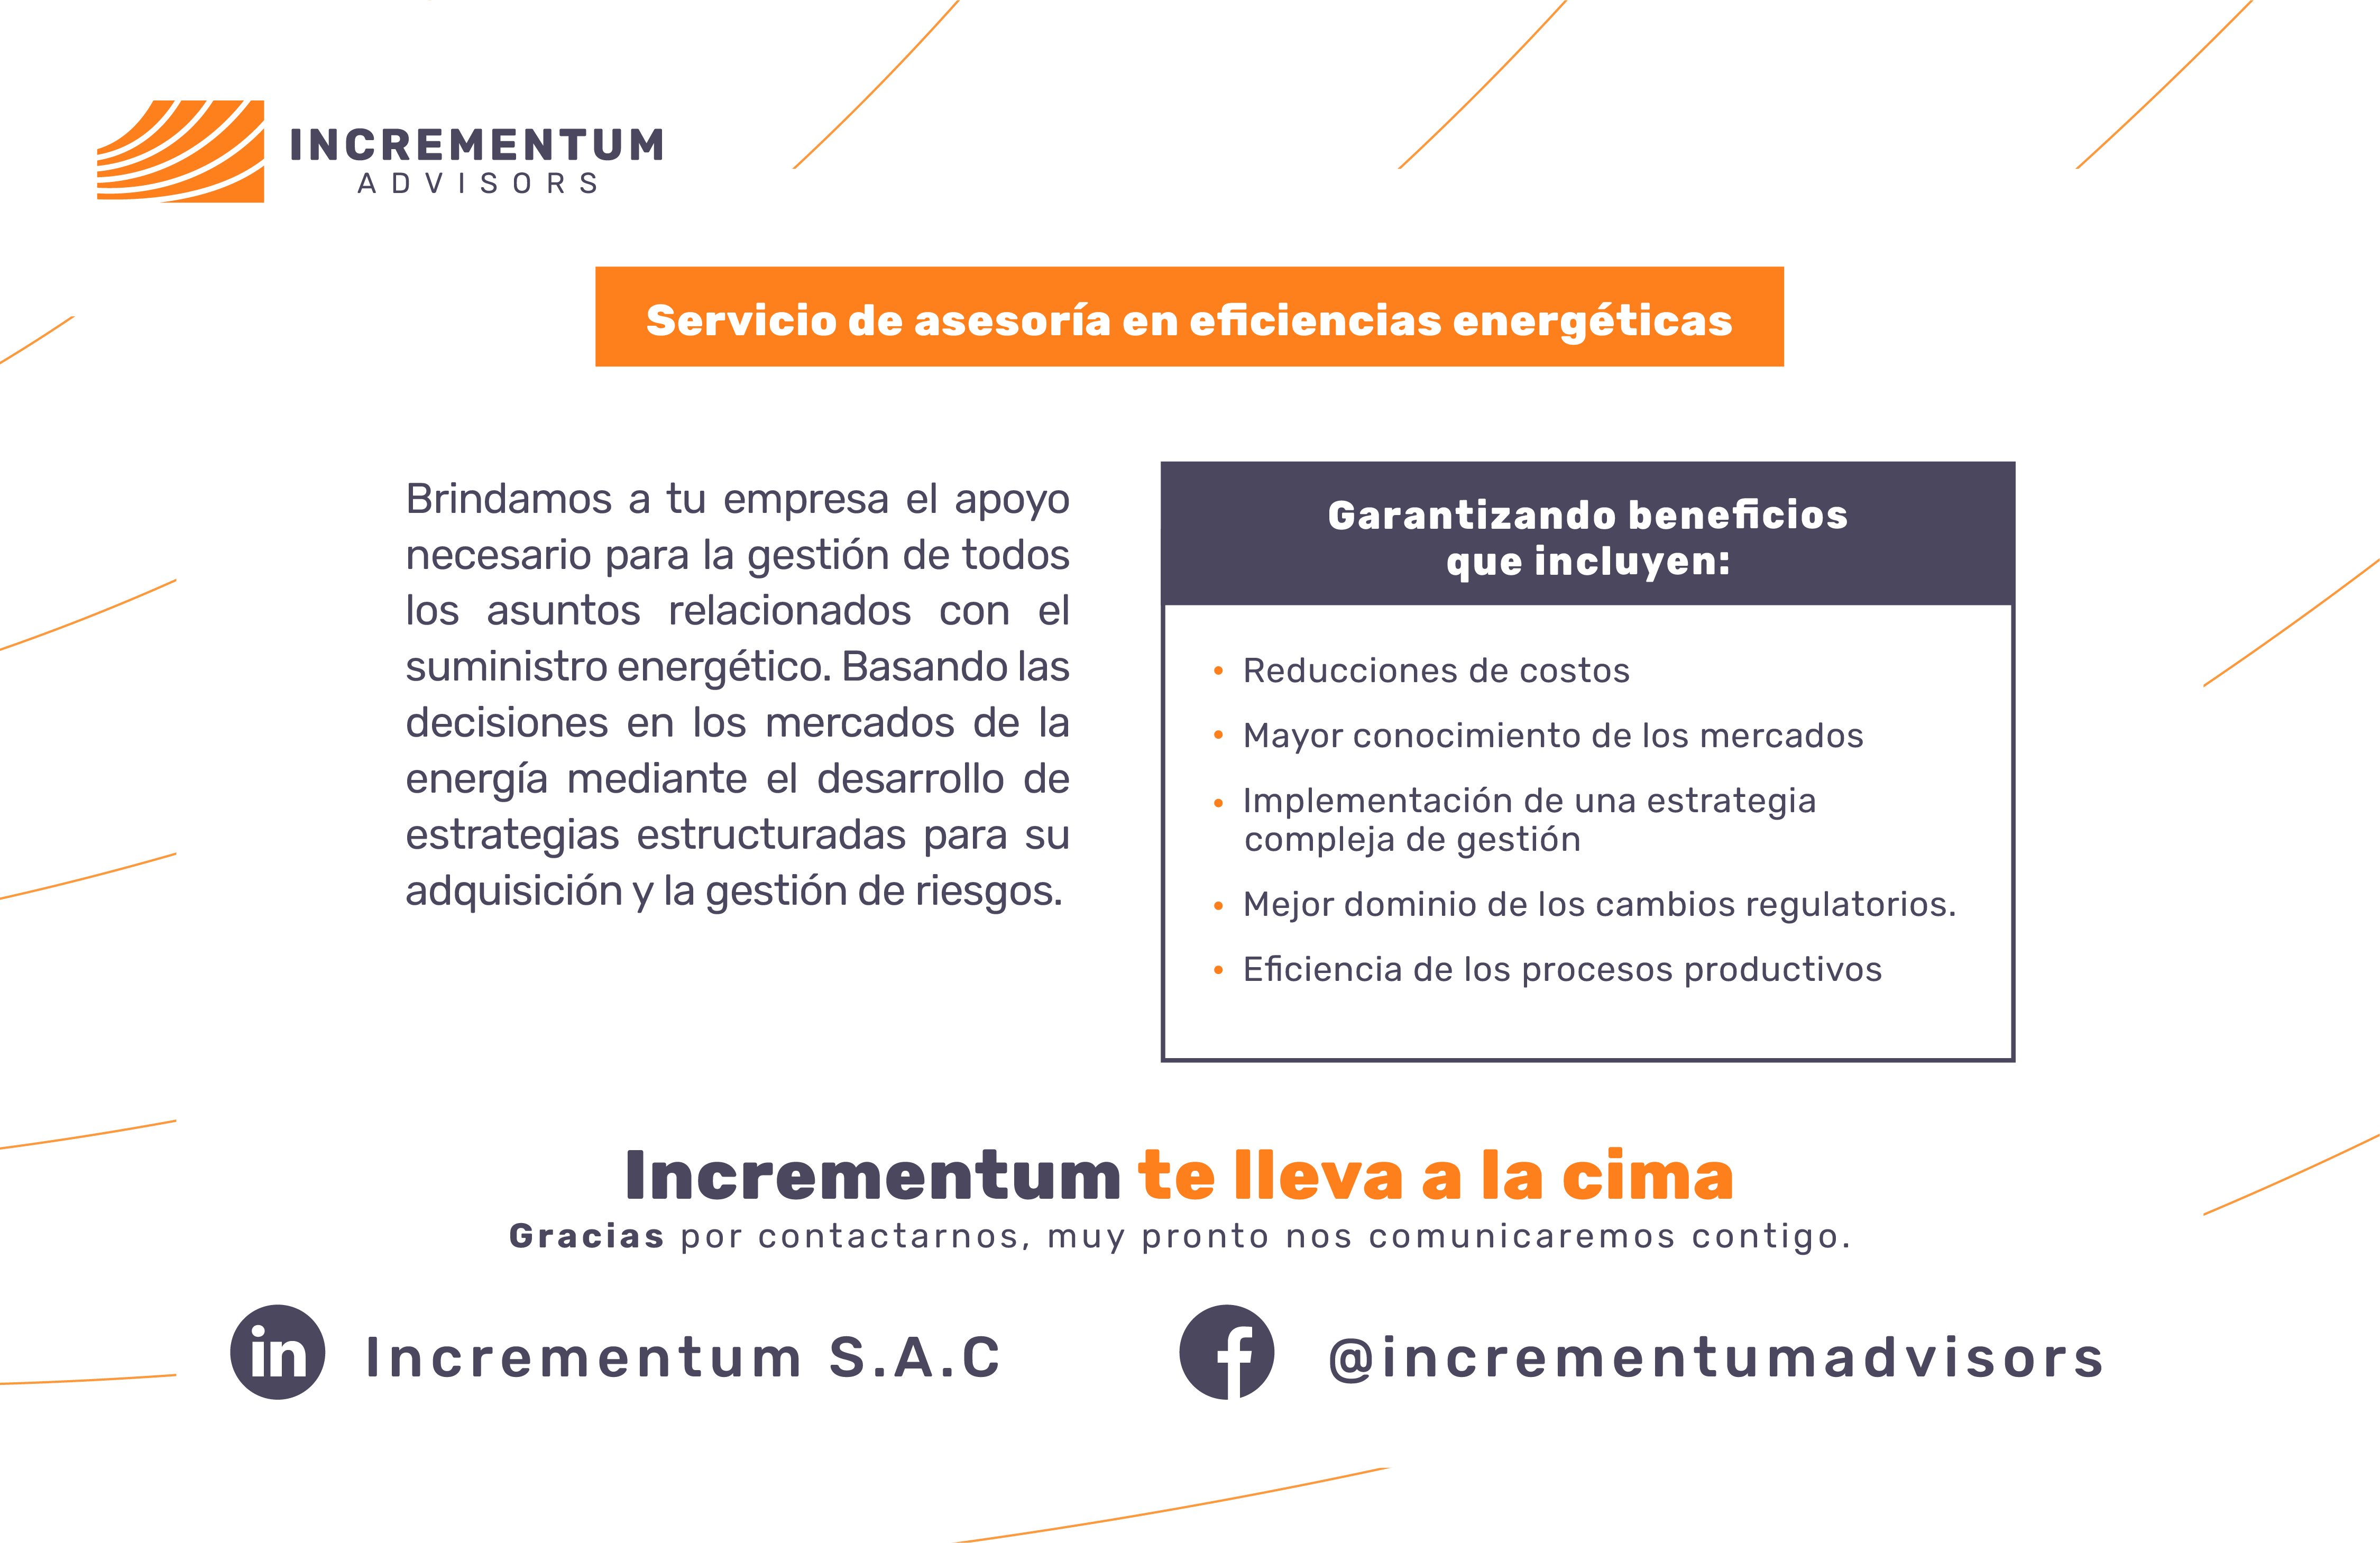 INCREMENTUM
ADVISORS
Servicio de asesoría en eficiencias energéticas
Brindamos a tu empresa el apoyo
necesario para la gestión de todos
los asuntos relacionados con el
suministro energético. Basando las
decisiones en los mercados de la
energía mediante el desarrollo de
estrategias estructuradas para su
adquisición y la gestión de riesgos.
Garantizando beneficios
que incluyen:
• Reducciones de costos
• Mayor conocimiento de los mercados
• Implementación de una estrategia
compleja de gestión
• Mejor dominio de los cambios regulatorios.
• Eficiencia de los procesos productivos
Incrementum te lleva a la cima
Gracias por contactarnos, muy pronto nos comunicaremos contigo.
in Incrementum S.A.C
f @incrementumadvisors